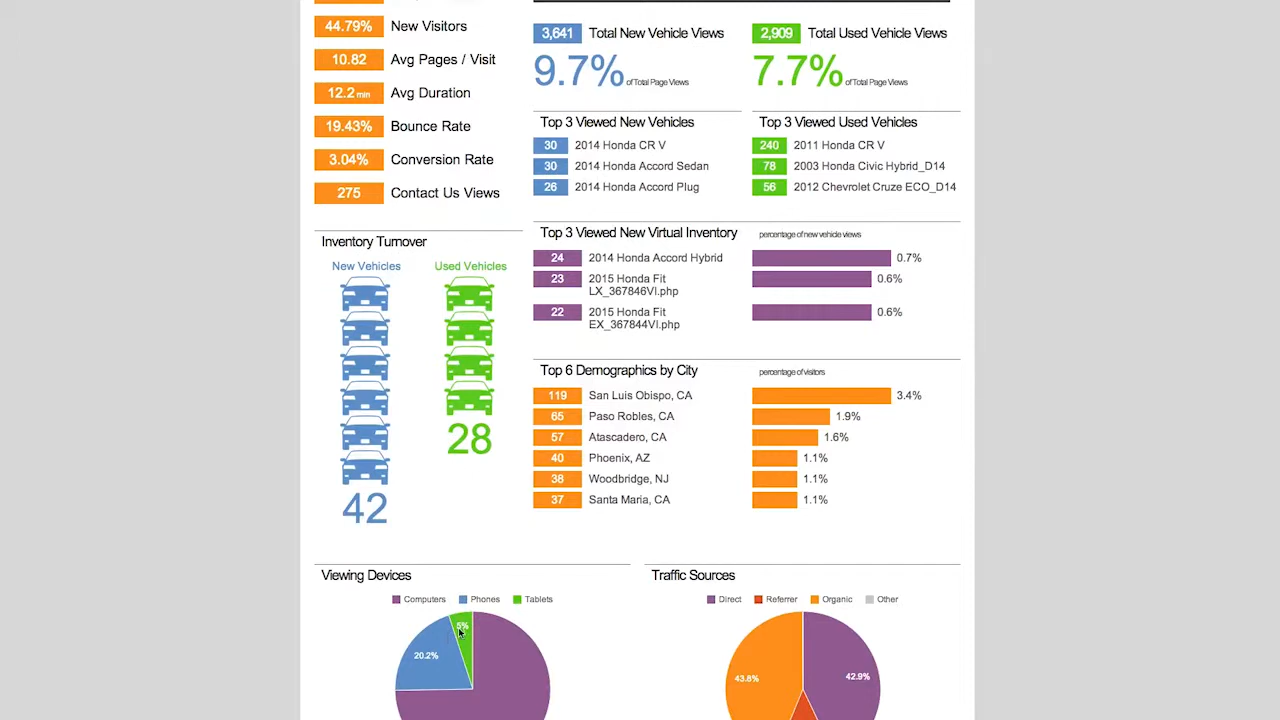 44.79% New Visitors
10.82 Avg Pages / Visit
12.2 min Avg Duration
19.43% Bounce Rate
3.04% Conversion Rate
275 Contact Us Views
3,641 Total New Vehicle Views
9.7% of Total Page Views
2,909 Total Used Vehicle Views
7.7% of Total Page Views
Top 3 Viewed New Vehicles
30 2014 Honda CR V
30 2014 Honda Accord Sedan
26 2014 Honda Accord Plug
Top 3 Viewed Used Vehicles
240 2011 Honda CR V
78 2003 Honda Civic Hybrid_D14
56 2012 Chevrolet Cruze ECO_D14
Inventory Turnover
New Vehicles
42
Used Vehicles
28
Top 3 Viewed New Virtual Inventory percentage of new vehicle views
24 2014 Honda Accord Hybrid 0.7%
23 2015 Honda Fit 0.6%
LX_367846VI.php
22 2015 Honda Fit 0.6%
EX_367844VI.php
Top 6 Demographics by City percentage of visitors
119 San Luis Obispo, CA 3.4%
65 Paso Robles, CA 1.9%
57 Atascadero, CA 1.6%
40 Phoenix, AZ 1.1%
38 Woodbridge, NJ 1.1%
37 Santa Maria, CA 1.1%
Viewing Devices
Computers Phones Tablets
5%
20.2%
Traffic Sources
Direct Referrer Organic Other
43.6% 42.9%